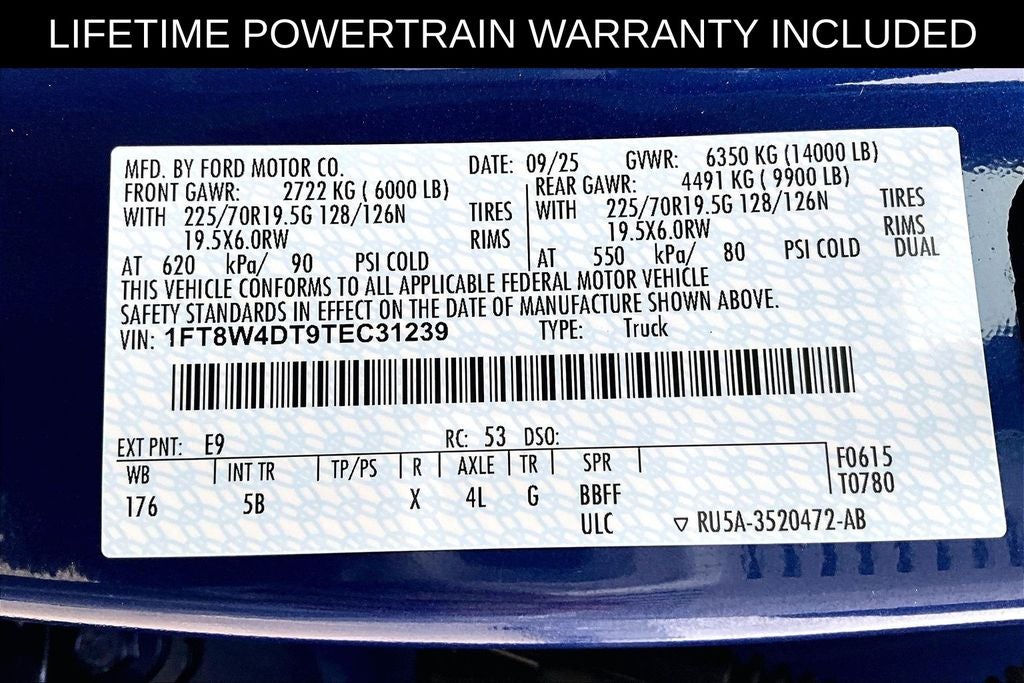 LIFETIME POWERTRAIN WARRANTY INCLUDED
MFD. BY FORD MOTOR CO. DATE: 09/25 GVWR: 6350 KG (14000 LB)
FRONT GAWR: 2722 KG ( 6000 LB) REAR GAWR: 4491 KG ( 9900 LB)
WITH 225/70R19.5G 128/126N TIRES WITH 225/70R19.5G 128/126N TIRES
19.5X6.0RW RIMS 19.5X6.0RW RIMS
AT 620 kPa/ 90 PSI COLD AT 550 kPa/ 80 PSI COLD DUAL
THIS VEHICLE CONFORMS TO ALL APPLICABLE FEDERAL MOTOR VEHICLE
SAFETY STANDARDS IN EFFECT ON THE DATE OF MANUFACTURE SHOWN ABOVE.
VIN: 1FT8W4DT9TEC31239 TYPE: Truck
EXT PNT: E9 RC: 53 DSO:
WB INT TR TP/PS R AXLE TR SPR F0615
176 5B X 4L G BBFF T0780
ULC ▽ RU5A-3520472-AB